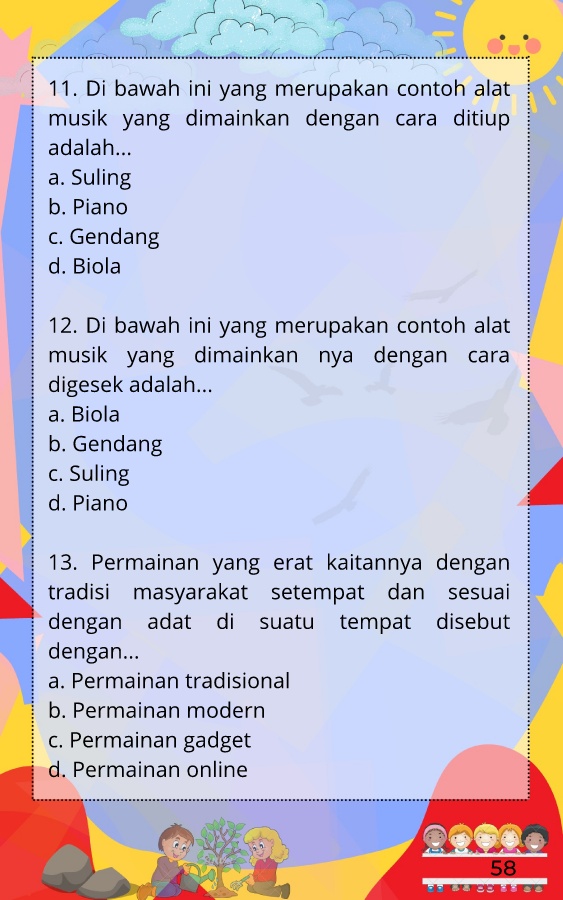 11. Di bawah ini yang merupakan contoh alat
musik yang dimainkan dengan cara ditiup
adalah...
a. Suling
b. Piano
c. Gendang
d. Biola
12. Di bawah ini yang merupakan contoh alat
musik yang dimainkan nya dengan cara
digesek adalah...
a. Biola
b. Gendang
c. Suling
d. Piano
13. Permainan yang erat kaitannya dengan
tradisi masyarakat setempat dan sesuai
dengan adat di suatu tempat disebut
dengan...
a. Permainan tradisional
b. Permainan modern
c. Permainan gadget
d. Permainan online
58